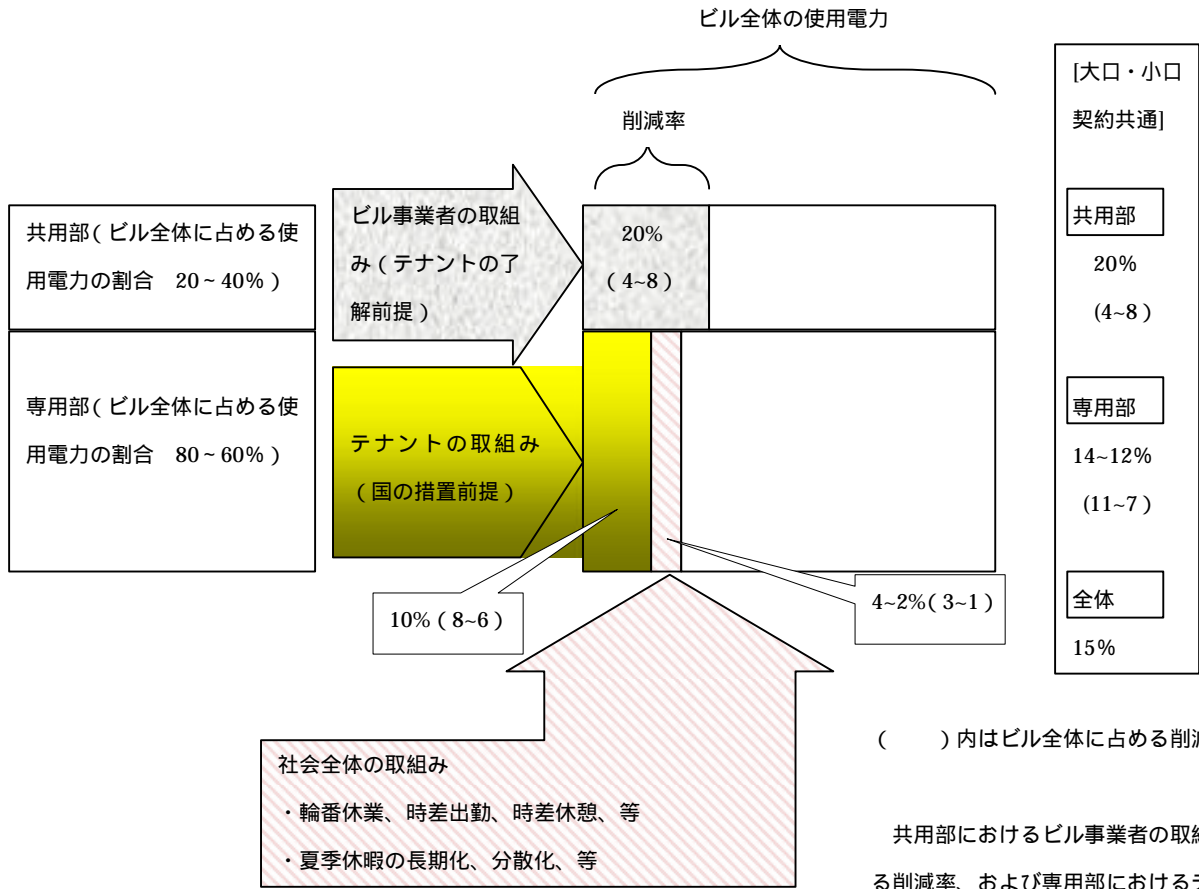 ビル全体の使用電力
削減率
[大口・小口
契約共通]
共用部(ビル全体に占める使
用電力の割合　20~40%)
ビル事業者の取組
み(テナントの了
解前提)
20%
(4~8)
共用部
20%
(4~8)
専用部(ビル全体に占める使
用電力の割合　80~60%)
テナントの取組み
(国の措置前提)
専用部
14~12%
(11~7)
10%(8~6)
4~2%(3~1)
全体
15%
(　　)内はビル全体に占める削減
社会全体の取組み
・輪番休業、時差出勤、時差休憩、等
・夏季休暇の長期化、分散化、等
共用部におけるビル事業者の取組
る削減率、および専用部における